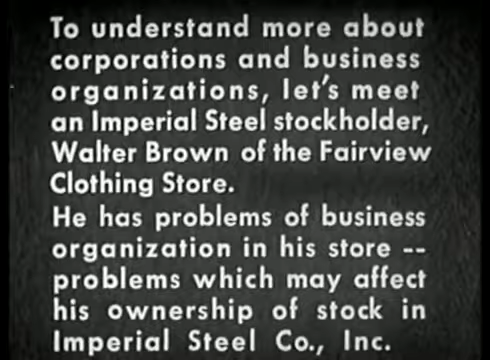 To understand more about
corporations and business
organizations, let's meet
an Imperial Steel stockholder,
Walter Brown of the Fairview
Clothing Store.
He has problems of business
organization in his store --
problems which may affect
his ownership of stock in
Imperial Steel Co., Inc.